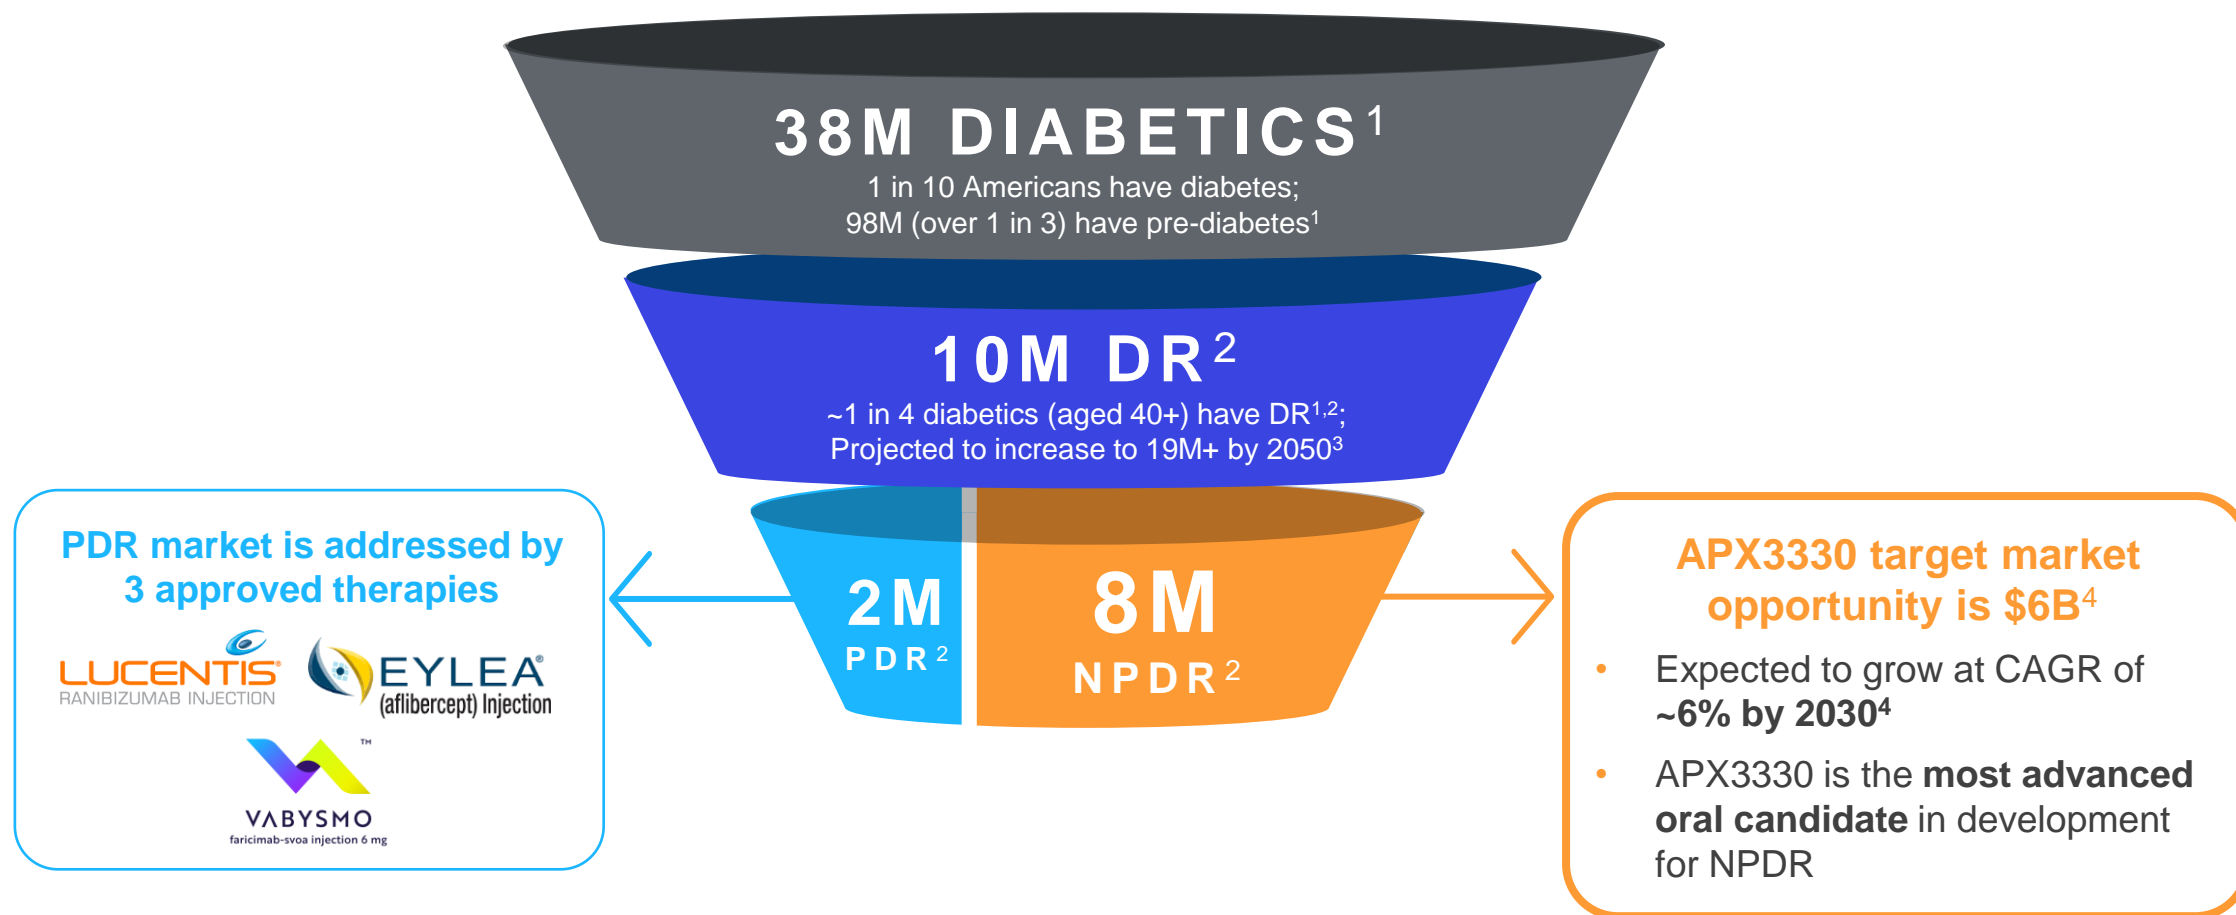 38M DIABETICS¹
1 in 10 Americans have diabetes;
98M (over 1 in 3) have pre-diabetes¹
10M DR²
~1 in 4 diabetics (aged 40+) have DR¹,²;
Projected to increase to 19M+ by 2050³
PDR market is addressed by
3 approved therapies
LUCENTIS®
RANIBIZUMAB INJECTION
EYLEA®
(aflibercept) Injection
VABYSMO™
faricimab-svoa injection 6 mg
2M
PDR²
8M
NPDR²
APX3330 target market
opportunity is $6B⁴
• Expected to grow at CAGR of
~6% by 2030⁴
• APX3330 is the most advanced
oral candidate in development
for NPDR